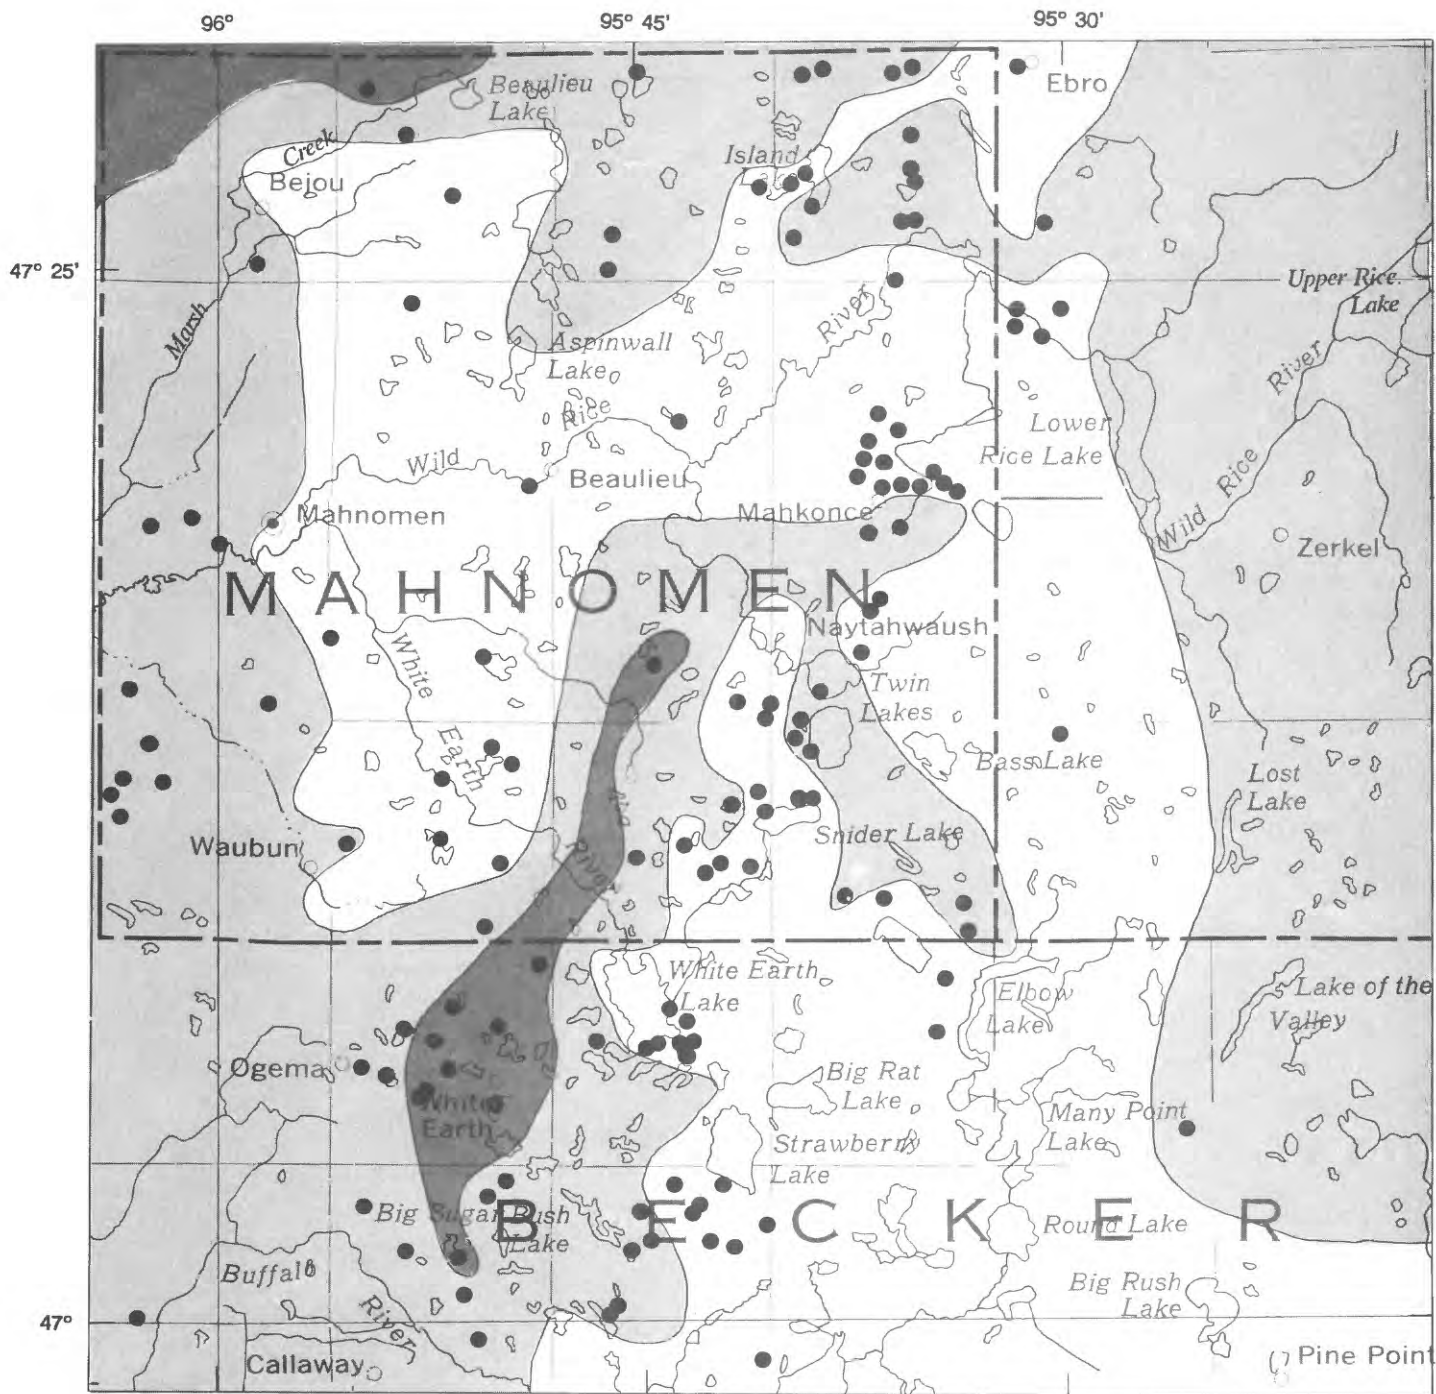 96°
95° 45'
95° 30'
Beaulieu
Lake
Ebro
Creek
Island
Bejou
47° 25'
Upper Rice
Lake
River
Marsh
Aspinwall
Lake
River
Rice
Lower
Rice Lake
Wild
Beaulieu
Mahnomen
Mahkonce
Wild Rice
Zerkel
MAHNOMEN
Naytahwaush
White
Earth
Twin
Lakes
Bass Lake
Lost
Lake
Snider Lake
Waubun
River
White Earth
Lake
Elbow
Lake
Lake of the
Valley
Ogema
Big Rat
Lake
White
Earth
Many Point
Lake
Strawberry
Lake
BECKER
Big Sugar Bush
Lake
Round Lake
Buffalo
River
Big Rush
Lake
47°
Callaway
Pine Point